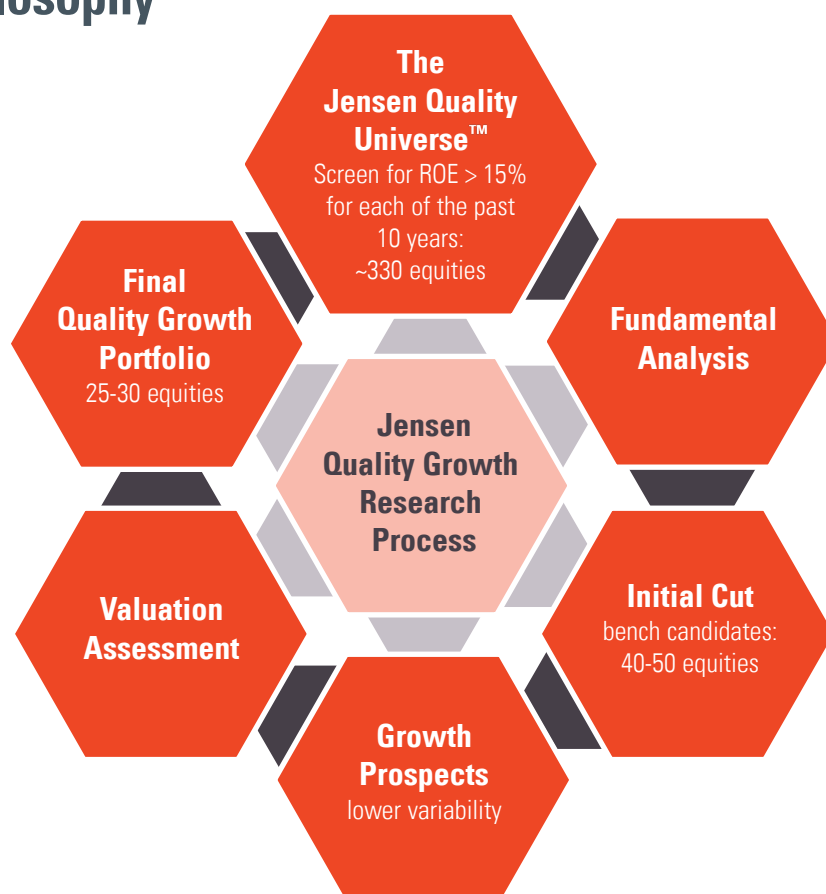 The
Jensen Quality
Universe™
Screen for ROE > 15%
for each of the past
10 years:
~330 equities
Fundamental
Analysis
Initial Cut
bench candidates:
40-50 equities
Growth
Prospects
lower variability
Valuation
Assessment
Final
Quality Growth
Portfolio
25-30 equities
Jensen
Quality Growth
Research
Process